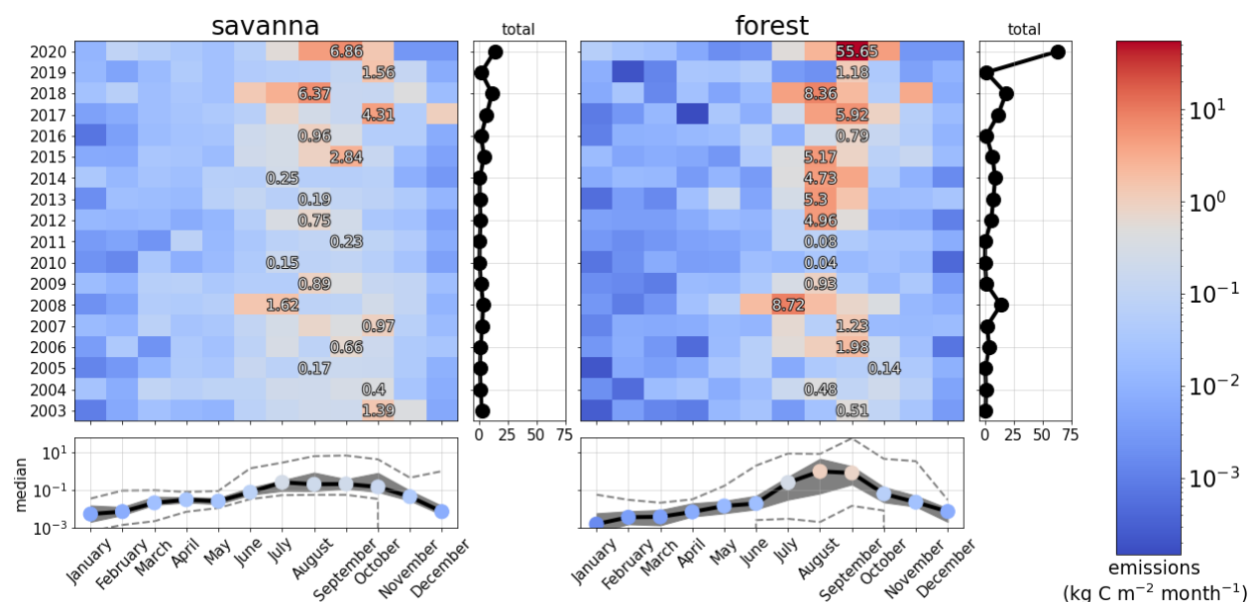 savanna total forest total
2020 6.86 55.65
2019 1.56 1.18
2018 6.37 8.36
2017 4.31 5.92
2016 0.96 0.79
2015 2.84 5.17
2014 0.25 4.73
2013 0.19 5.3
2012 0.75 4.96
2011 0.23 0.08
2010 0.15 0.04
2009 0.89 0.93
2008 1.62 8.72
2007 0.97 1.23
2006 0.66 1.98
2005 0.17 0.14
2004 0.4 0.48
2003 1.39 0.51
0 25 50 75 0 25 50 75
median
10¹
10⁻¹
10⁻³
January February March April May June July August September October November December
January February March April May June July August September October November December
10¹
10⁰
10⁻¹
10⁻²
10⁻³
emissions
(kg C m⁻² month⁻¹)